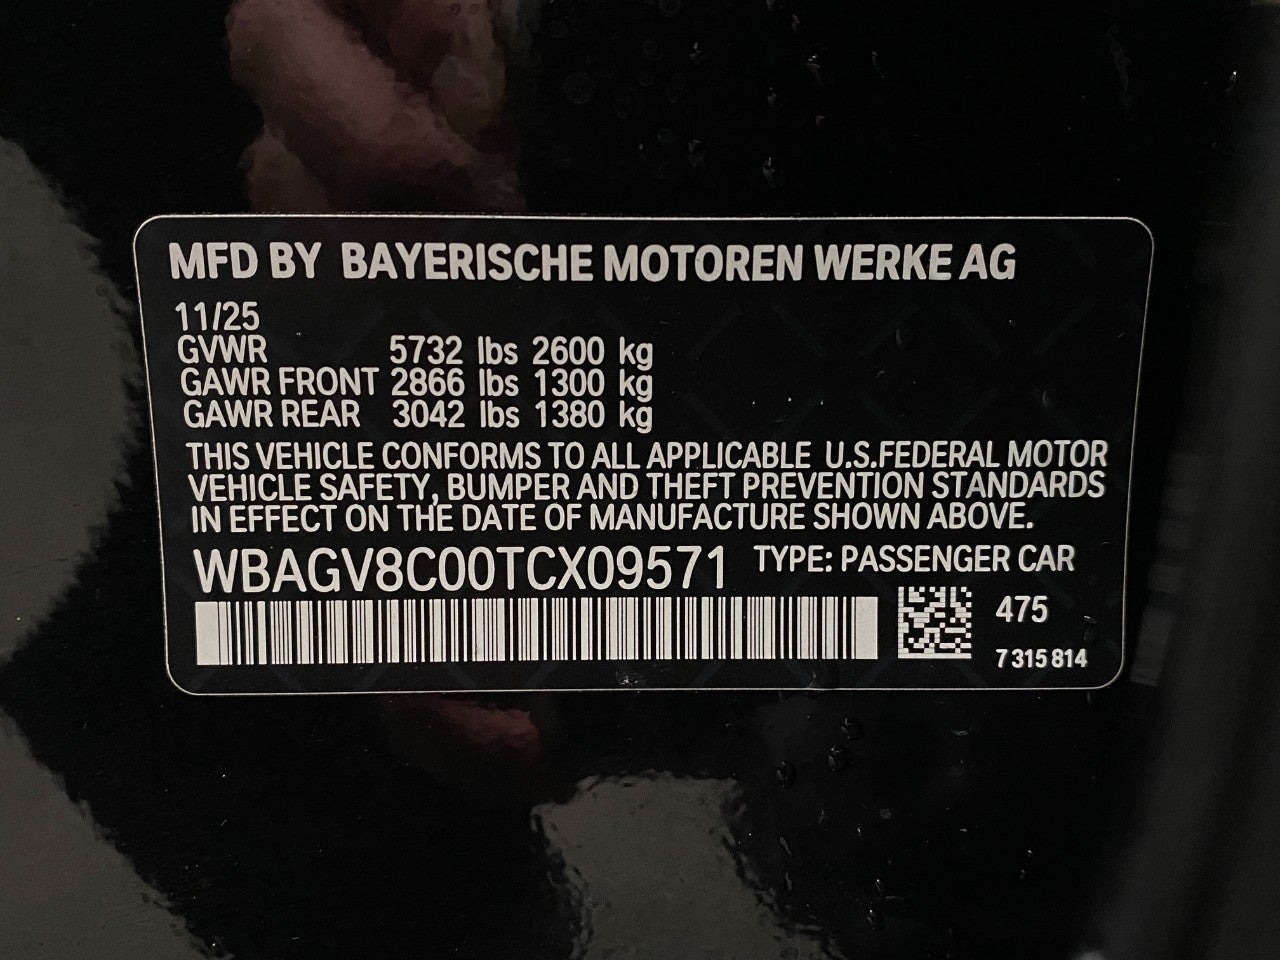 MFD BY BAYERISCHE MOTOREN WERKE AG
11/25
GVWR 5732 lbs 2600 kg
GAWR FRONT 2866 lbs 1300 kg
GAWR REAR 3042 lbs 1380 kg
THIS VEHICLE CONFORMS TO ALL APPLICABLE U.S.FEDERAL MOTOR
VEHICLE SAFETY, BUMPER AND THEFT PREVENTION STANDARDS
IN EFFECT ON THE DATE OF MANUFACTURE SHOWN ABOVE.
WBAGV8C00TCX09571 TYPE: PASSENGER CAR
475
7 315 814